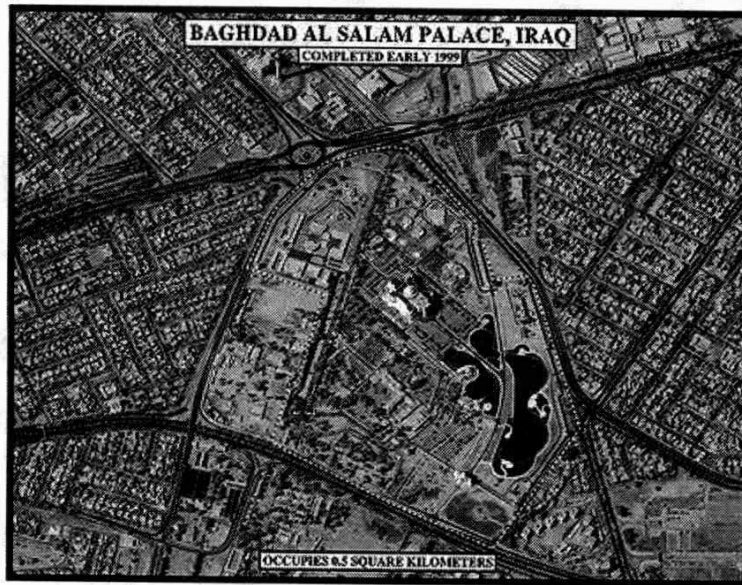 BAGHDAD AL SALAM PALACE, IRAQ
COMPLETED EARLY 1999
OCCUPIES 0.5 SQUARE KILOMETERS